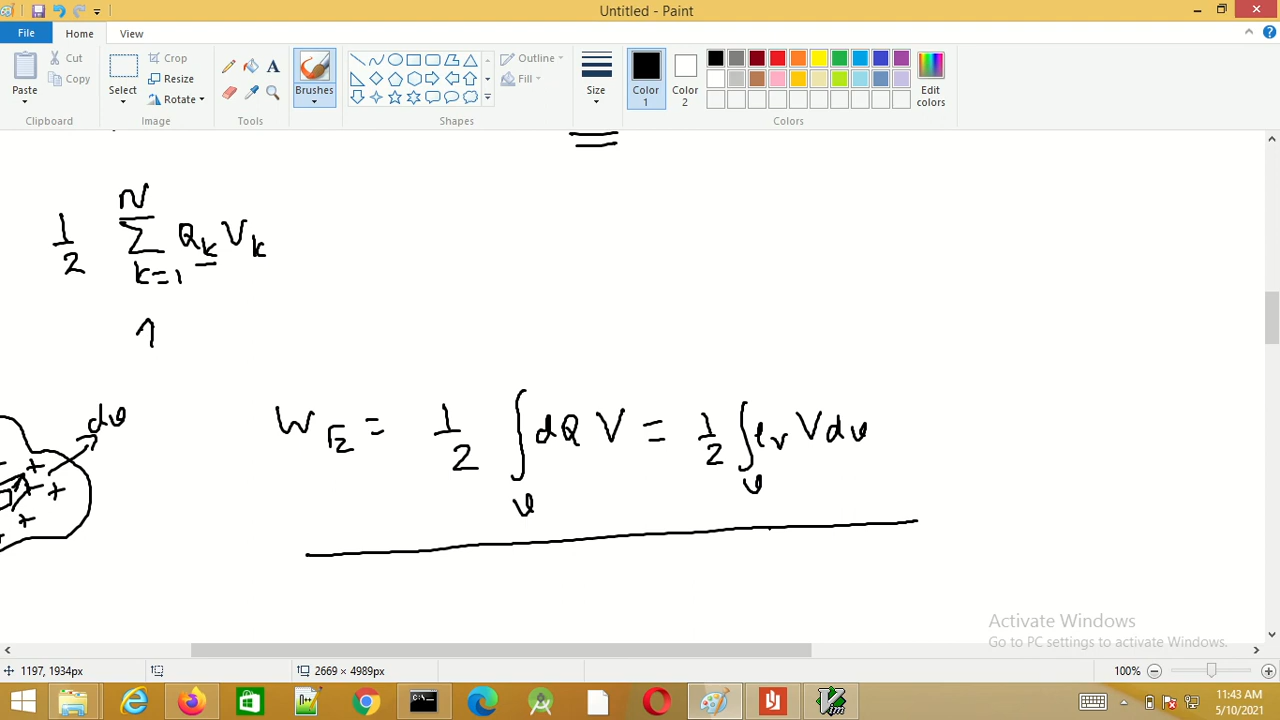 Untitled - Paint
File
Home
View
Paste
Cut
Copy
Clipboard
Select
Crop
Resize
Rotate
Image
Tools
Brushes
Outline
Fill
Shapes
Size
Color 1
Color 2
Edit colors
Colors
N
1/2 ∑ Q_k V_k
k=1
dv
W_E = 1/2 ∫_v dQ V = 1/2 ∫_v ρ_v V dv
Activate Windows
Go to PC settings to activate Windows.
1197, 1934px
2669 × 4989px
100%
11:43 AM
5/10/2021